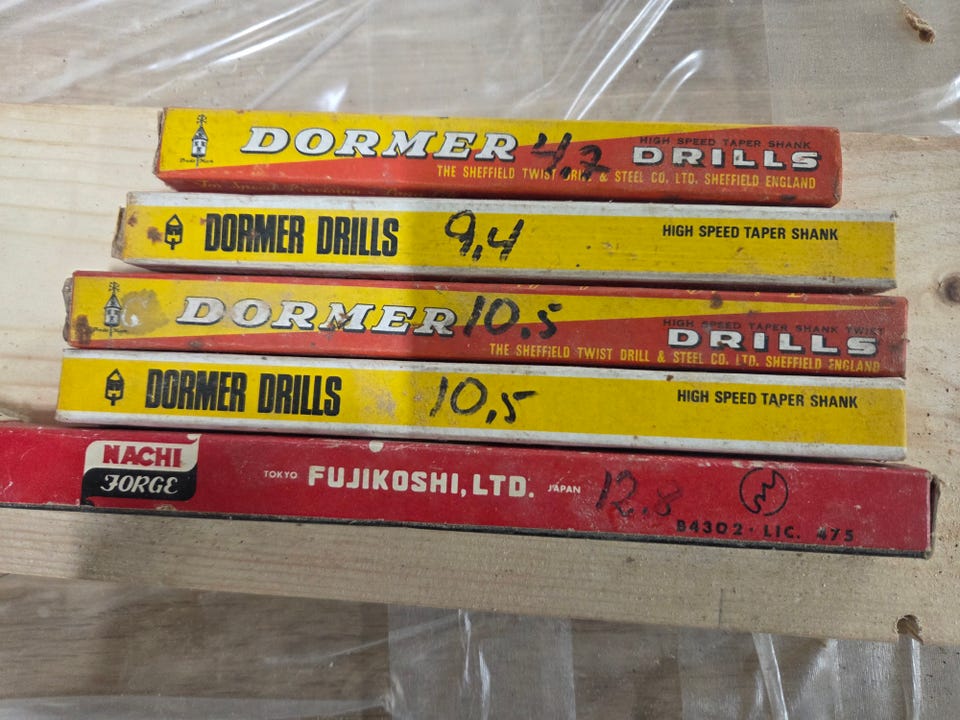 DORMER 4,2 HIGH SPEED TAPER SHANK DRILLS
THE SHEFFIELD TWIST DRILL & STEEL CO. LTD. SHEFFIELD ENGLAND
DORMER DRILLS 9,4 HIGH SPEED TAPER SHANK
DORMER 10.5 HIGH SPEED TAPER SHANK TWIST DRILLS
THE SHEFFIELD TWIST DRILL & STEEL CO. LTD. SHEFFIELD ENGLAND
DORMER DRILLS 10,5 HIGH SPEED TAPER SHANK
NACHI
FORGE
TOKYO FUJIKOSHI, LTD. JAPAN 12,8
B4302·LIC. 475